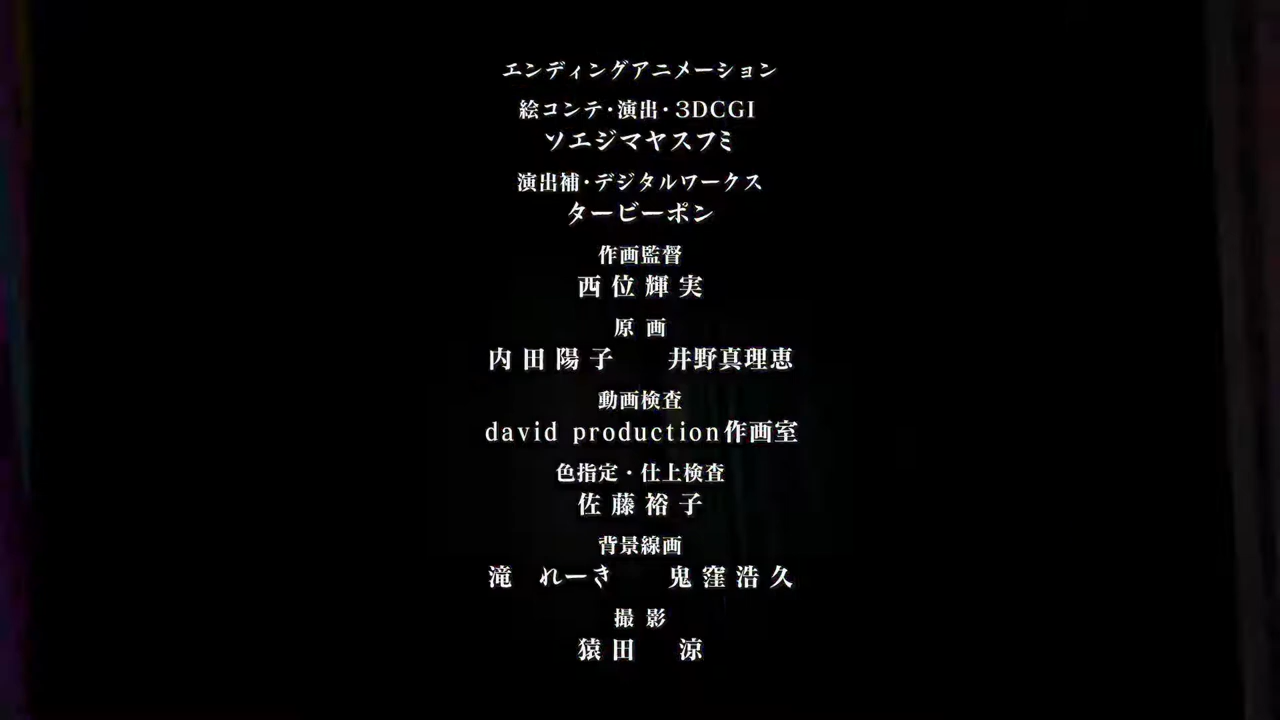 エンディングアニメーション
絵コンテ・演出・3DCGI
ソエジマヤスフミ
演出補・デジタルワークス
タービーポン
作画監督
西位輝実
原画
内田陽子　井野真理恵
動画検査
david production作画室
色指定・仕上検査
佐藤裕子
背景線画
滝　れーき　鬼窪浩久
撮影
猿田　涼